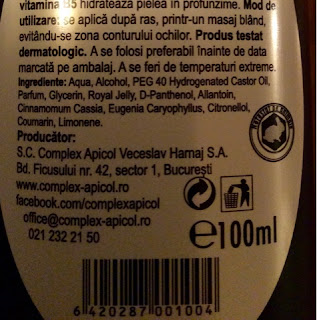 vitamina B5 hidratează pielea în profunzime. Mod de
utilizare: se aplică după ras, printr-un masaj blând,
evitându-se zona conturului ochilor. Produs testat
dermatologic. A se folosi preferabil înainte de data
marcată pe ambalaj. A se feri de temperaturi extreme.
Ingrediente: Aqua, Alcohol, PEG 40 Hydrogenated Castor Oil,
Parfum, Glycerin, Royal Jelly, D-Panthenol, Allantoin,
Cinnamomum Cassia, Eugenia Caryophyllus, Citronellol,
Coumarin, Limonene.
Producător:
S.C. Complex Apicol Veceslav Harnaj S.A.
Bd. Ficusului nr. 42, sector 1, Bucureşti
www.complex-apicol.ro
facebook.com/complexapicol
office@complex-apicol.ro
021 232 21 50
e100ml
6 420287 001004